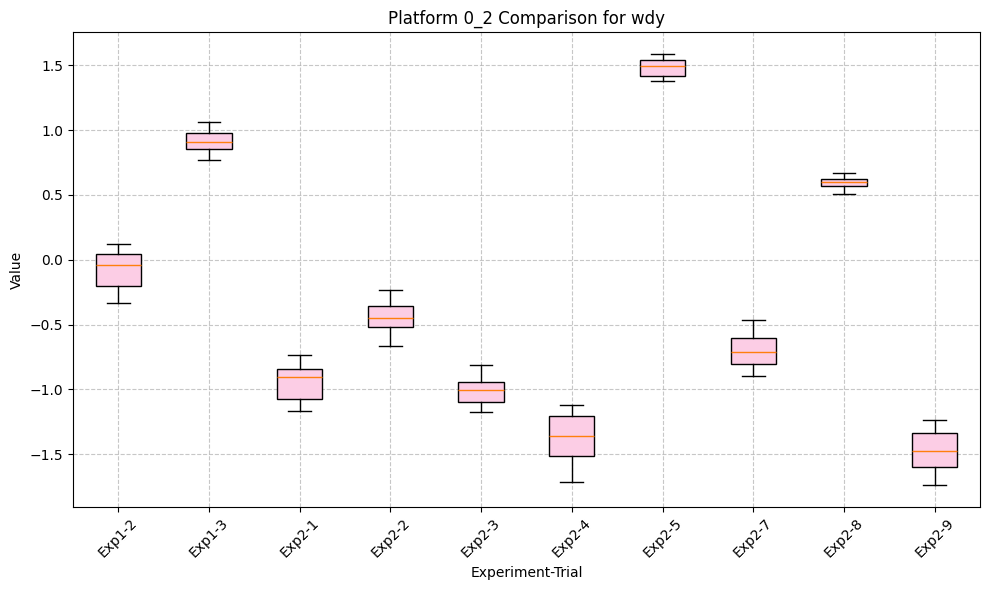 Platform 0_2 Comparison for wdy
Value
1.5
1.0
0.5
0.0
−0.5
−1.0
−1.5
Exp1-2
Exp1-3
Exp2-1
Exp2-2
Exp2-3
Exp2-4
Exp2-5
Exp2-7
Exp2-8
Exp2-9
Experiment-Trial